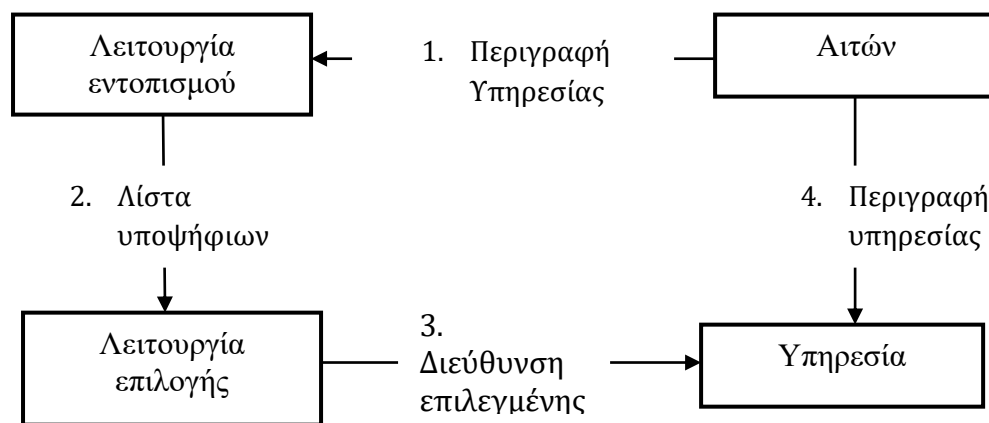 Λειτουργία
εντοπισμού
1. Περιγραφή
Υπηρεσίας
Αιτών
2. Λίστα
υποψήφιων
4. Περιγραφή
υπηρεσίας
Λειτουργία
επιλογής
3.
Διεύθυνση
επιλεγμένης
Υπηρεσία